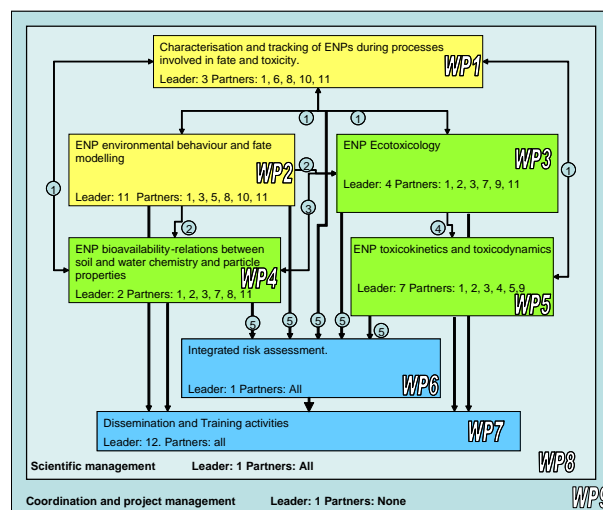 Characterisation and tracking of ENPs during processes
involved in fate and toxicity.
WP1
Leader: 3 Partners: 1, 6, 8, 10, 11
1
1
1
1
ENP environmental behaviour and fate
modelling
WP2
Leader: 11 Partners: 1, 3, 5, 8, 10, 11
2
3
ENP Ecotoxicology
WP3
Leader: 4 Partners: 1, 2, 3, 7, 9, 11
2
4
ENP bioavailability-relations between
soil and water chemistry and particle
properties
WP4
Leader: 2 Partners: 1, 2, 3, 7, 8, 11
ENP toxicokinetics and toxicodynamics
Leader: 7 Partners: 1, 2, 3, 4, 5,9
WP5
5
5
5
5
5
Integrated risk assessment.
Leader: 1 Partners: All
WP6
Dissemination and Training activities
Leader: 12. Partners: all
WP7
Scientific management Leader: 1 Partners: All
WP8
Coordination and project management Leader: 1 Partners: None
WP9